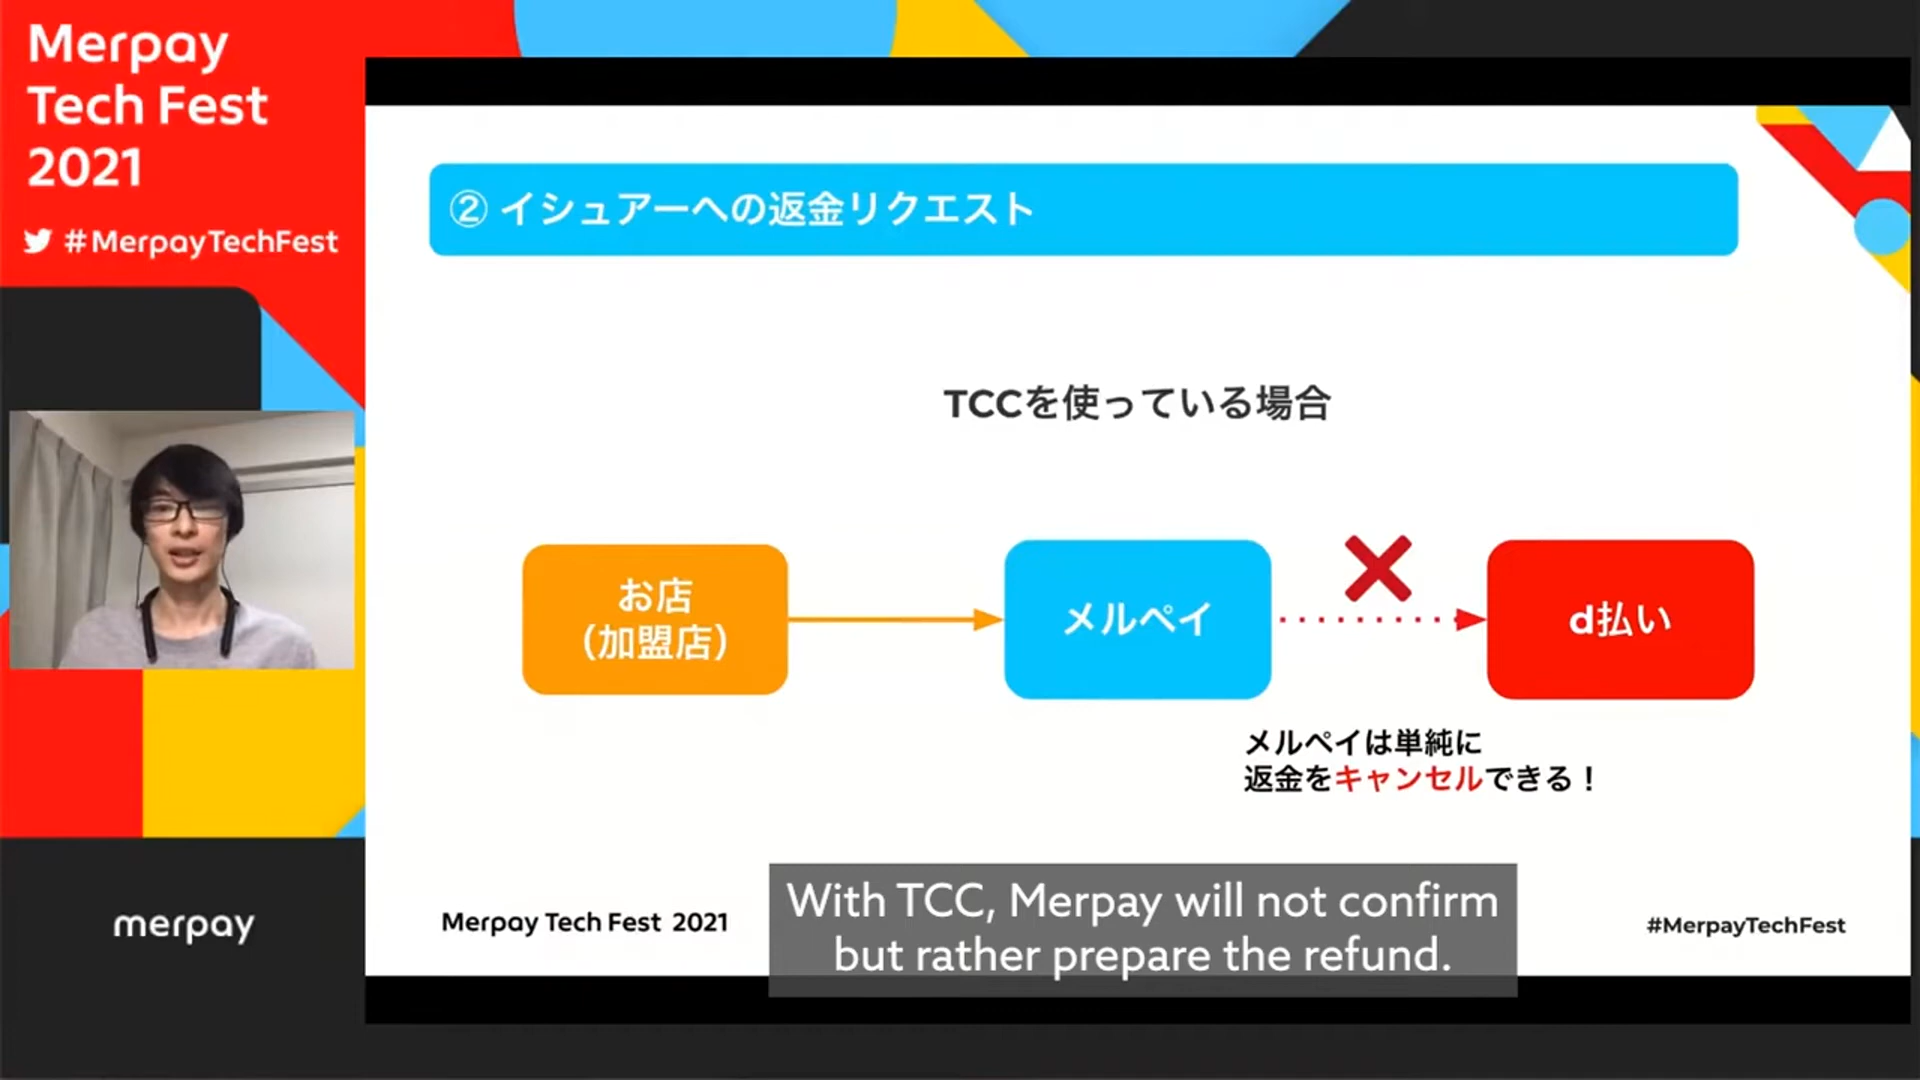 Merpay
Tech Fest
2021
#MerpayTechFest
② イシュアーへの返金リクエスト
TCCを使っている場合
お店
(加盟店)
メルペイ
d払い
メルペイは単純に
返金をキャンセルできる！
merpay
Merpay Tech Fest 2021
With TCC, Merpay will not confirm
but rather prepare the refund.
#MerpayTechFest